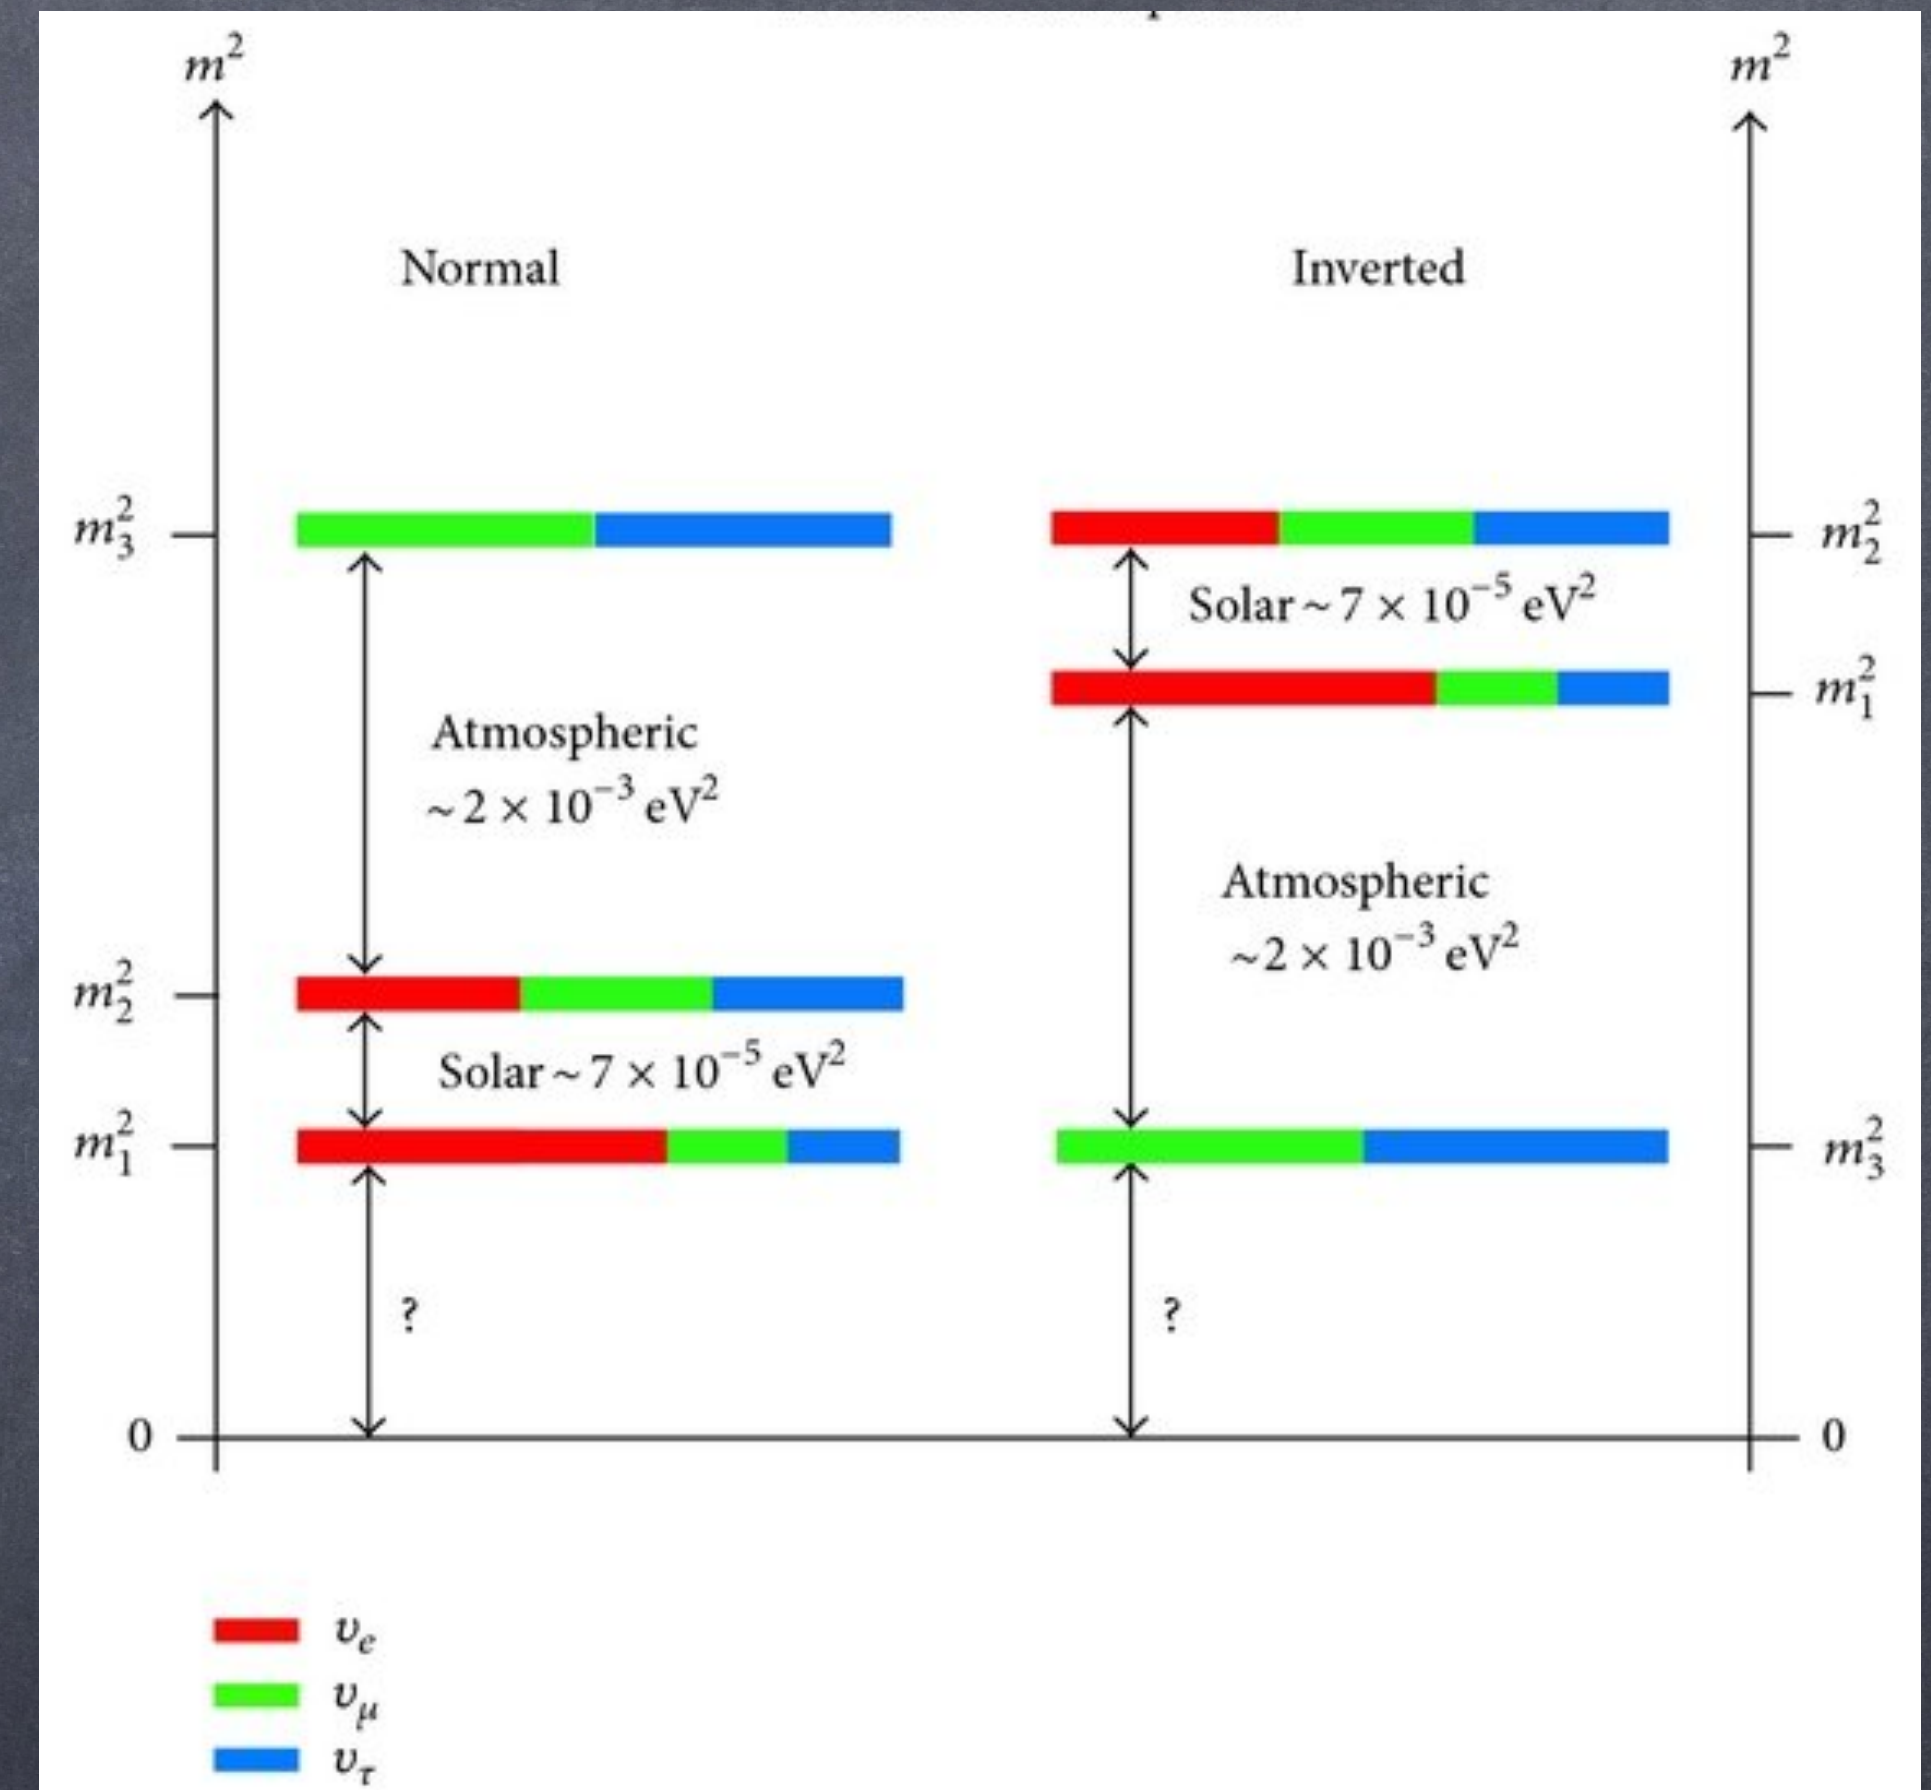 m² m²
Normal Inverted
m₃² m₂²
Solar ~ 7 × 10⁻⁵ eV²
m₁²
Atmospheric
~ 2 × 10⁻³ eV²
Atmospheric
~2 × 10⁻³ eV²
m₂²
Solar ~ 7 × 10⁻⁵ eV²
m₁² m₃²
? ?
0 0
υₑ
υ_μ
υ_τ